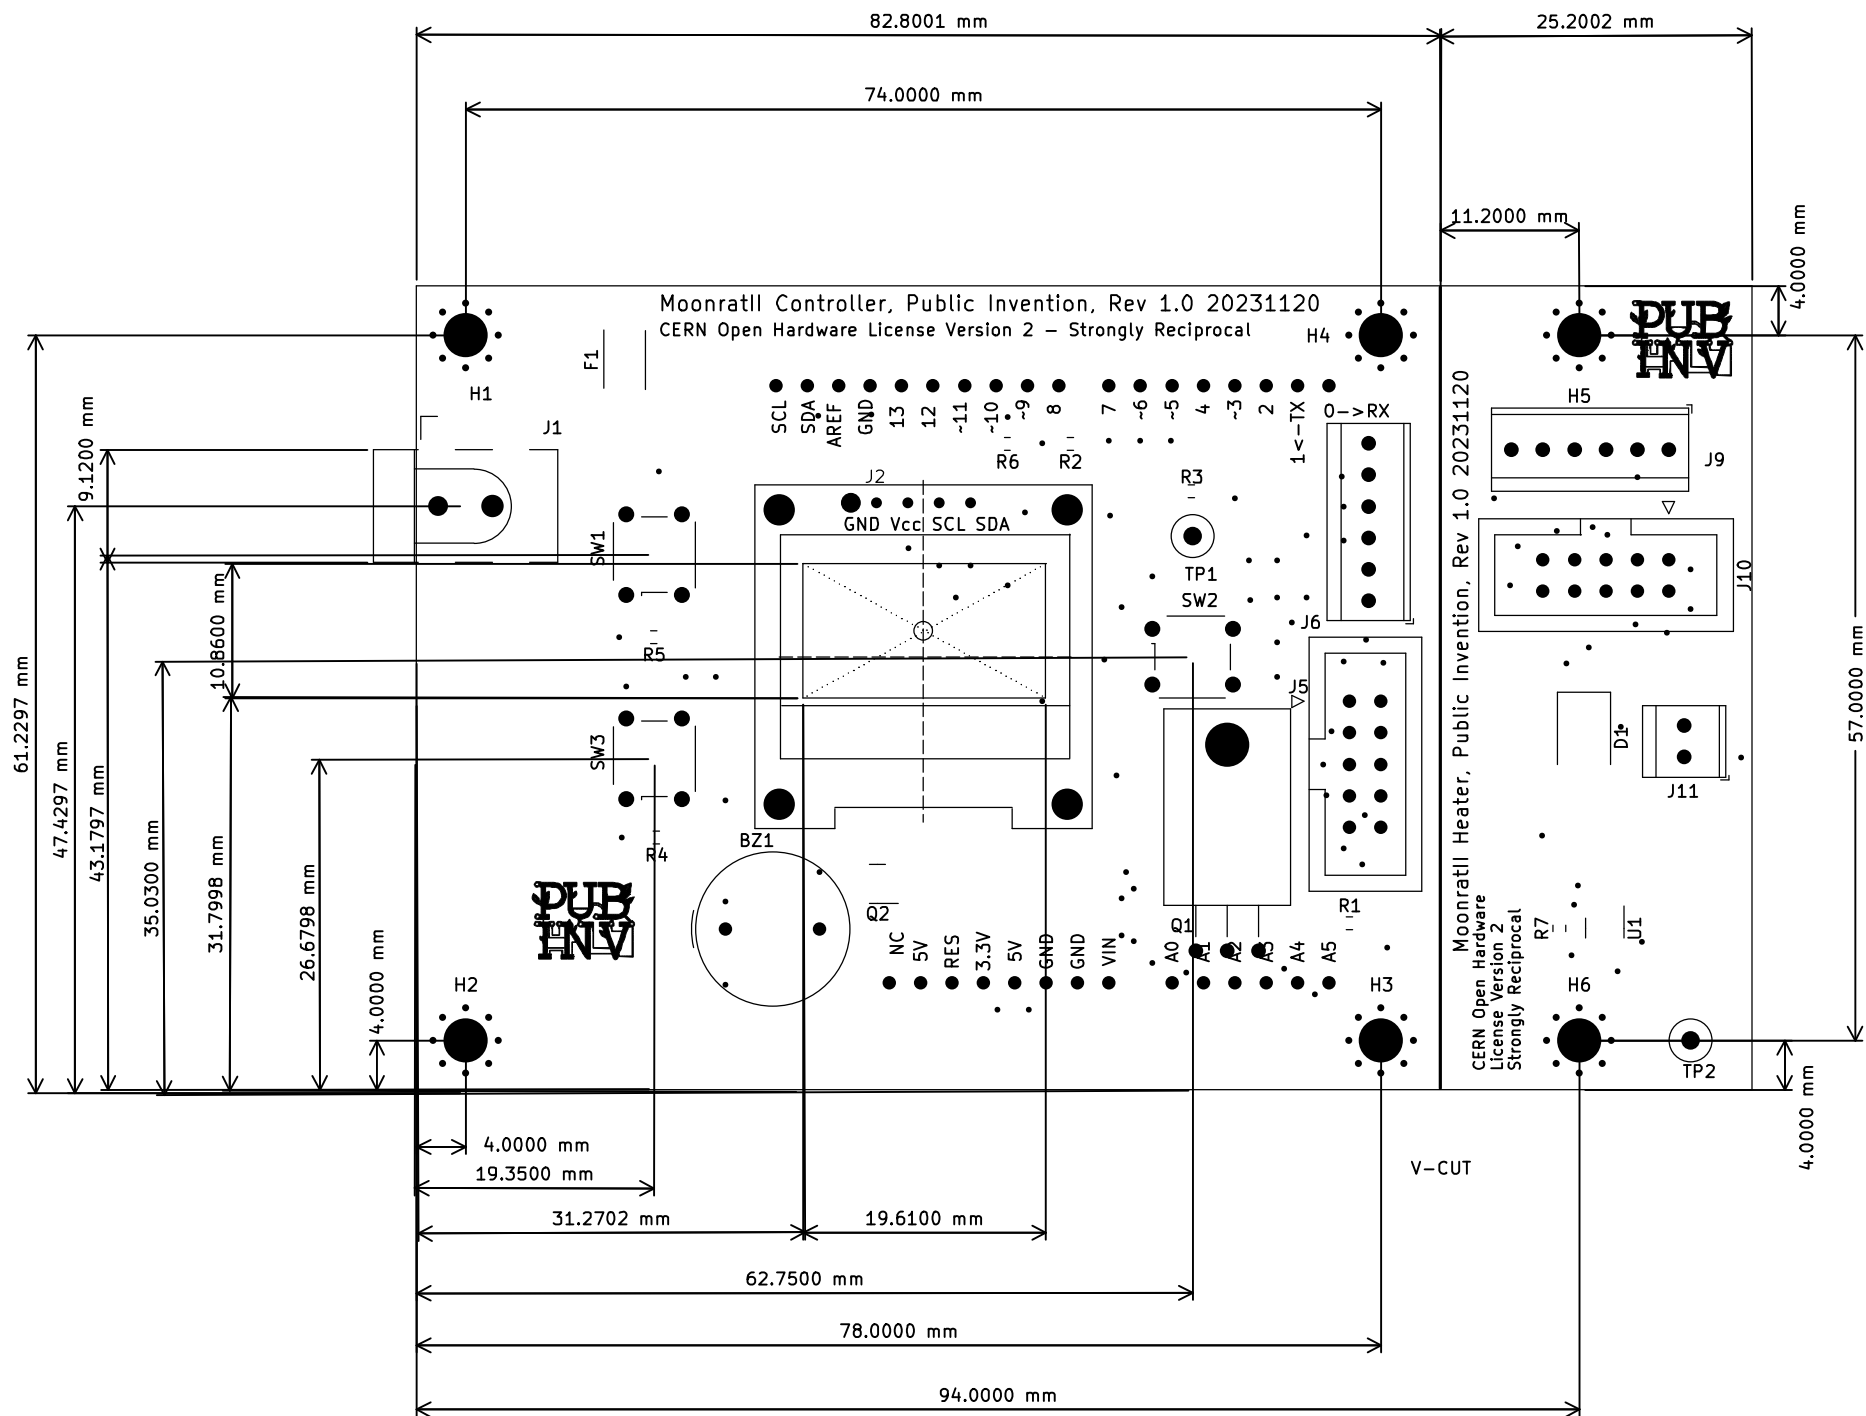 82.8001 mm
25.2002 mm
74.0000 mm
11.2000 mm
4.0000 mm
MoonratII Controller, Public Invention, Rev 1.0 20231120
CERN Open Hardware License Version 2 - Strongly Reciprocal
H1
F1
H4
H5
PUB
INV
J1
SCL
SDA
AREF
GND
13
12
~11
~10
~9
8
7
~6
~5
4
~3
2
1<-TX
0->RX
R6
R2
R3
J2
GND Vcc SCL SDA
J9
J10
MoonratII Heater, Public Invention, Rev 1.0 20231120
9.1200 mm
SW1
TP1
SW2
J6
R5
J5
10.8600 mm
61.2297 mm
47.4297 mm
43.1797 mm
35.0300 mm
31.7998 mm
26.6798 mm
4.0000 mm
57.0000 mm
SW3
D1
J11
R4
BZ1
Q2
Q1
R1
R7
U1
PUB
INV
NC
5V
RES
3.3V
5V
GND
GND
VIN
A0
A1
A2
A3
A4
A5
CERN Open Hardware
License Version 2
Strongly Reciprocal
H2
H3
H6
TP2
4.0000 mm
4.0000 mm
V-CUT
19.3500 mm
31.2702 mm
19.6100 mm
62.7500 mm
78.0000 mm
94.0000 mm